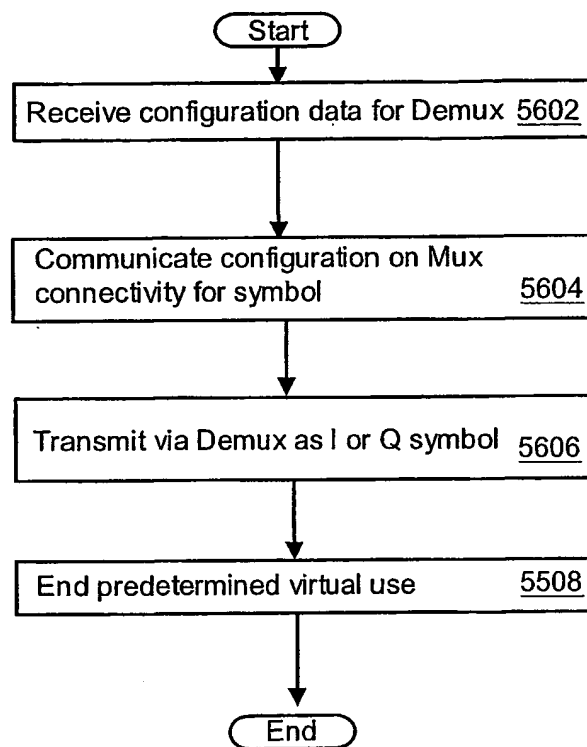 Start
Receive configuration data for Demux 5602
Communicate configuration on Mux
connectivity for symbol 5604
Transmit via Demux as I or Q symbol 5606
End predetermined virtual use 5508
End